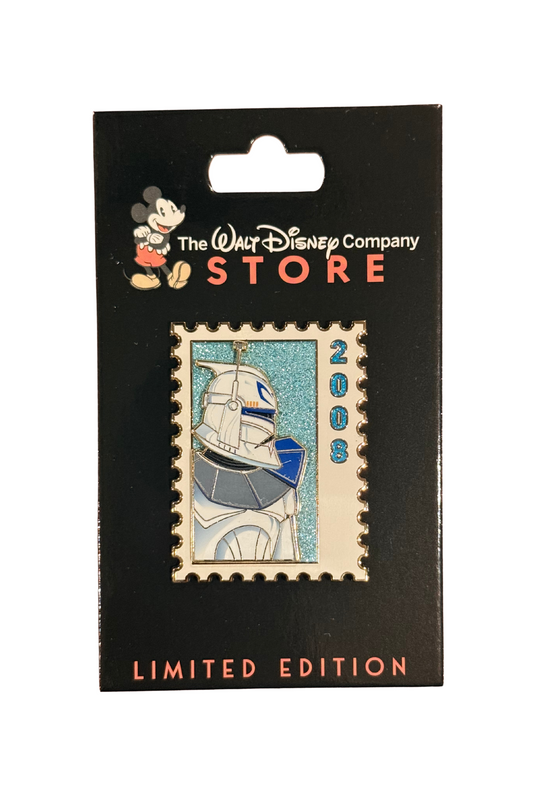 The WALT DISNEY Company
STORE
2008
LIMITED EDITION